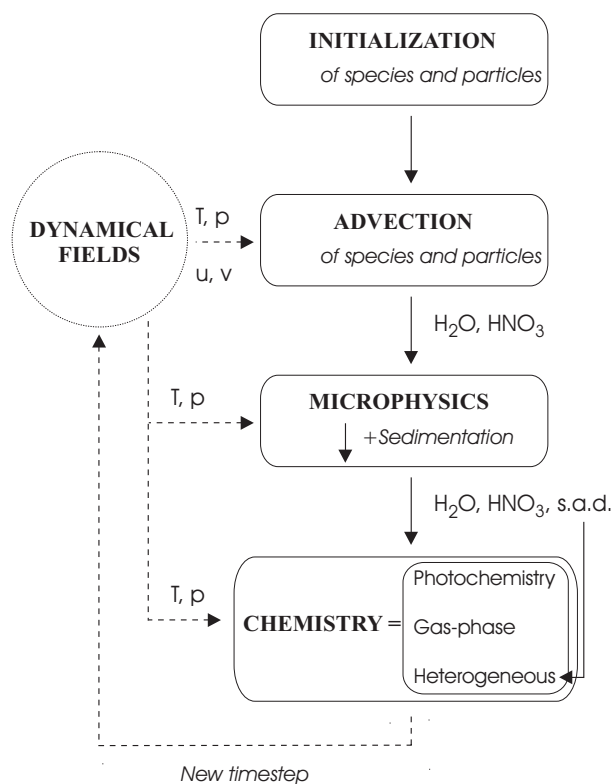 INITIALIZATION
of species and particles
DYNAMICAL
FIELDS
T, p
u, v
ADVECTION
of species and particles
H₂O, HNO₃
T, p
MICROPHYSICS
+Sedimentation
H₂O, HNO₃, s.a.d.
T, p
CHEMISTRY =
Photochemistry
Gas-phase
Heterogeneous
New timestep